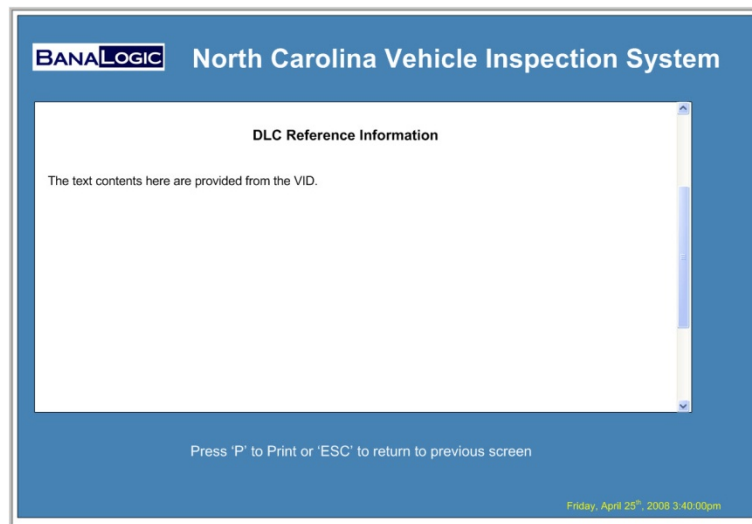 BANALOGIC North Carolina Vehicle Inspection System
DLC Reference Information
The text contents here are provided from the VID.
Press 'P' to Print or 'ESC' to return to previous screen
Friday, April 25th, 2008 3:40:00pm